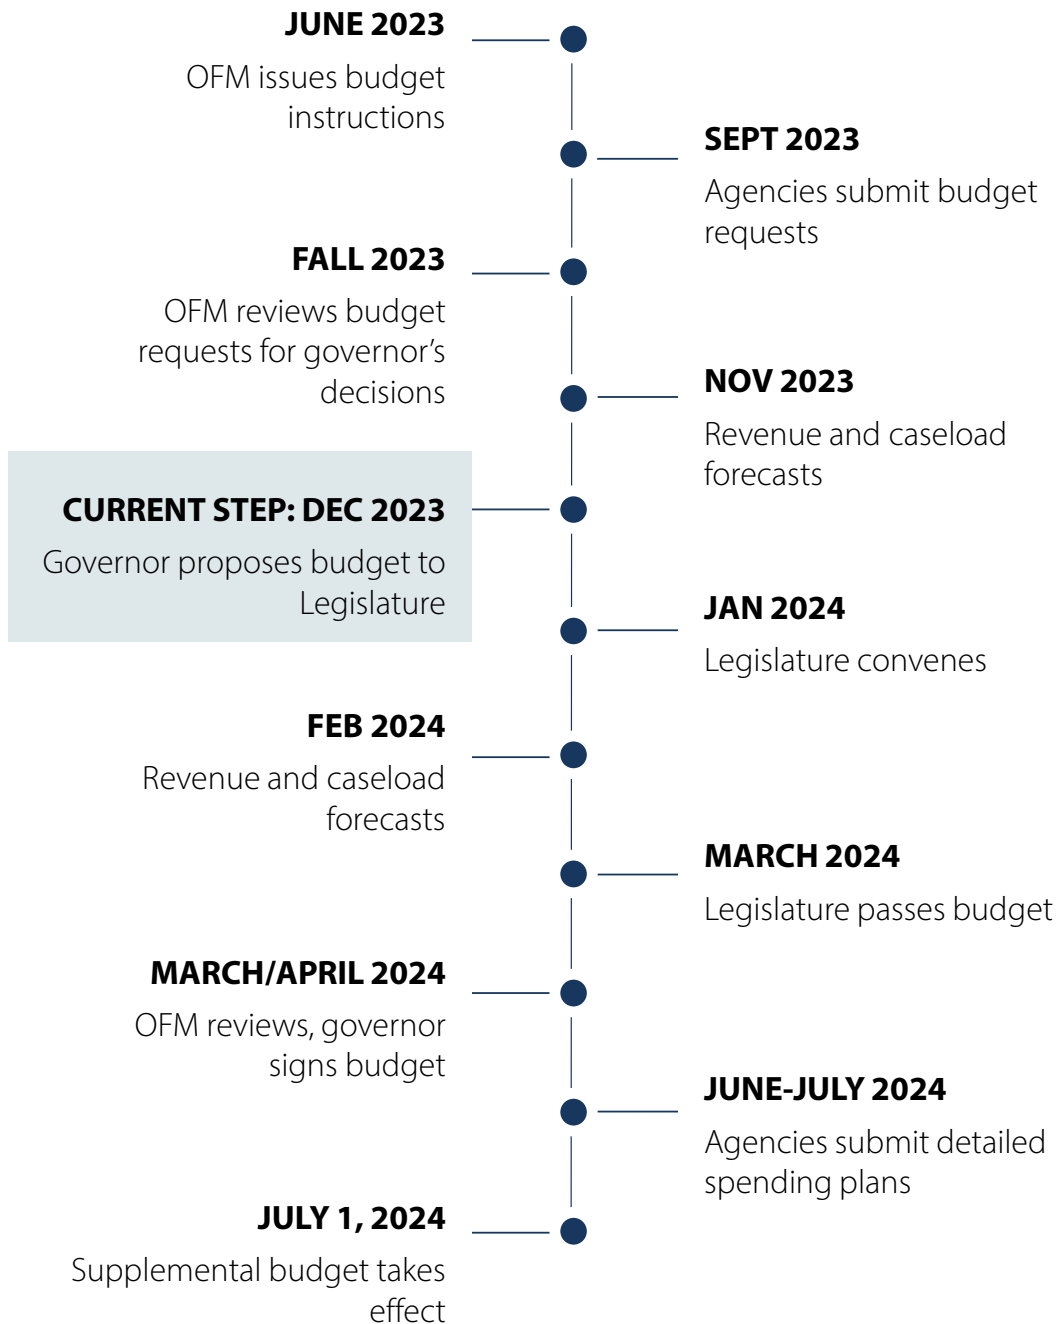 JUNE 2023
OFM issues budget
instructions
SEPT 2023
Agencies submit budget
requests
FALL 2023
OFM reviews budget
requests for governor’s
decisions
NOV 2023
Revenue and caseload
forecasts
CURRENT STEP: DEC 2023
Governor proposes budget to
Legislature
JAN 2024
Legislature convenes
FEB 2024
Revenue and caseload
forecasts
MARCH 2024
Legislature passes budget
MARCH/APRIL 2024
OFM reviews, governor
signs budget
JUNE-JULY 2024
Agencies submit detailed
spending plans
JULY 1, 2024
Supplemental budget takes
effect